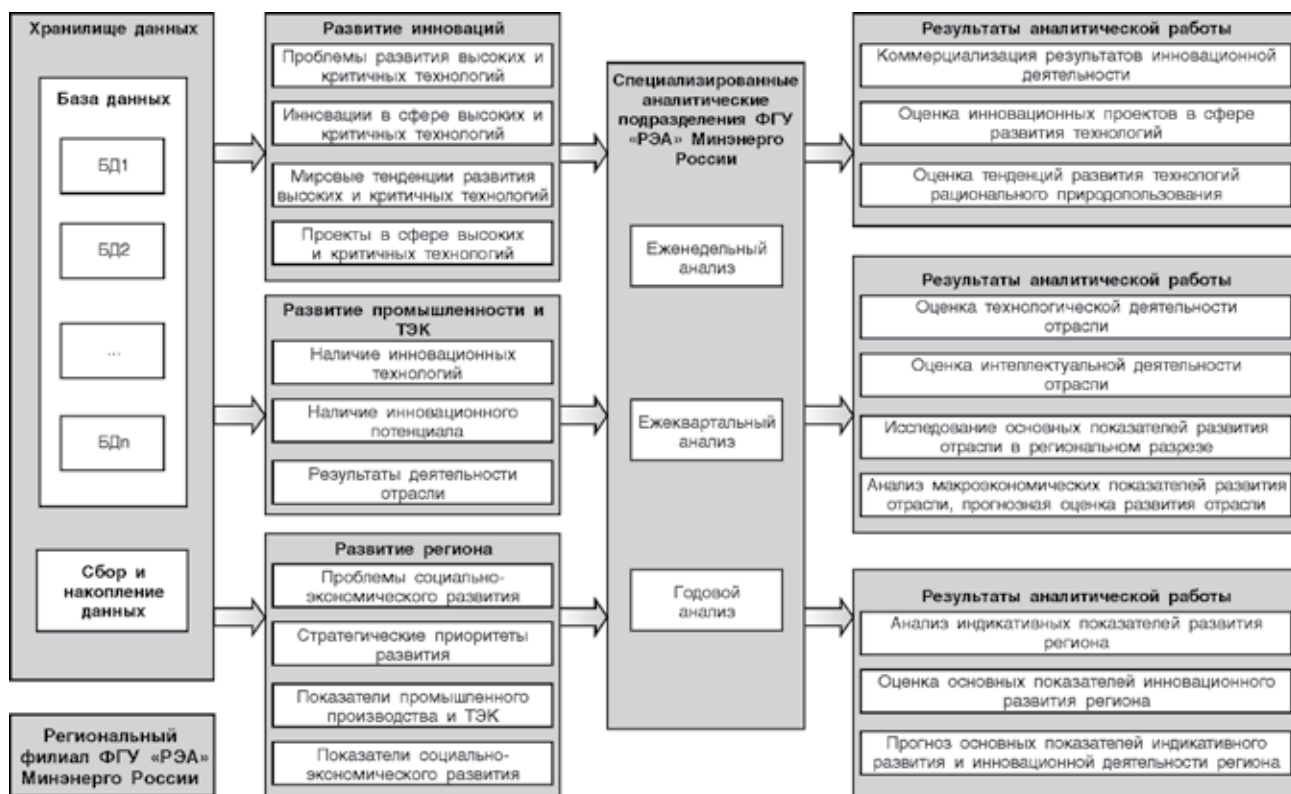 Хранилище данных
База данных
БД1
БД2
...
БДn
Сбор и
накопление
данных
Региональный
филиал ФГУ «РЭА»
Минэнерго России
Развитие инноваций
Проблемы развития высоких и
критичных технологий
Инновации в сфере высоких и
критичных технологий
Мировые тенденции развития
высоких и критичных технологий
Проекты в сфере высоких
и критичных технологий
Развитие промышленности и
ТЭК
Наличие инновационных
технологий
Наличие инновационного
потенциала
Результаты деятельности
отрасли
Развитие региона
Проблемы социально-
экономического развития
Стратегические приоритеты
развития
Показатели промышленного
производства и ТЭК
Показатели социально-
экономического развития
Специализированные
аналитические
подразделения ФГУ
«РЭА» Минэнерго
России
Еженедельный
анализ
Ежеквартальный
анализ
Годовой
анализ
Результаты аналитической работы
Коммерциализация результатов инновационной
деятельности
Оценка инновационных проектов в сфере
развития технологий
Оценка тенденций развития технологий
рационального природопользования
Результаты аналитической работы
Оценка технологической деятельности
отрасли
Оценка интеллектуальной деятельности
отрасли
Исследование основных показателей развития
отрасли в региональном разрезе
Анализ макроэкономических показателей развития
отрасли, прогнозная оценка развития отрасли
Результаты аналитической работы
Анализ индикативных показателей развития
региона
Оценка основных показателей инновационного
развития региона
Прогноз основных показателей индикативного
развития и инновационной деятельности региона